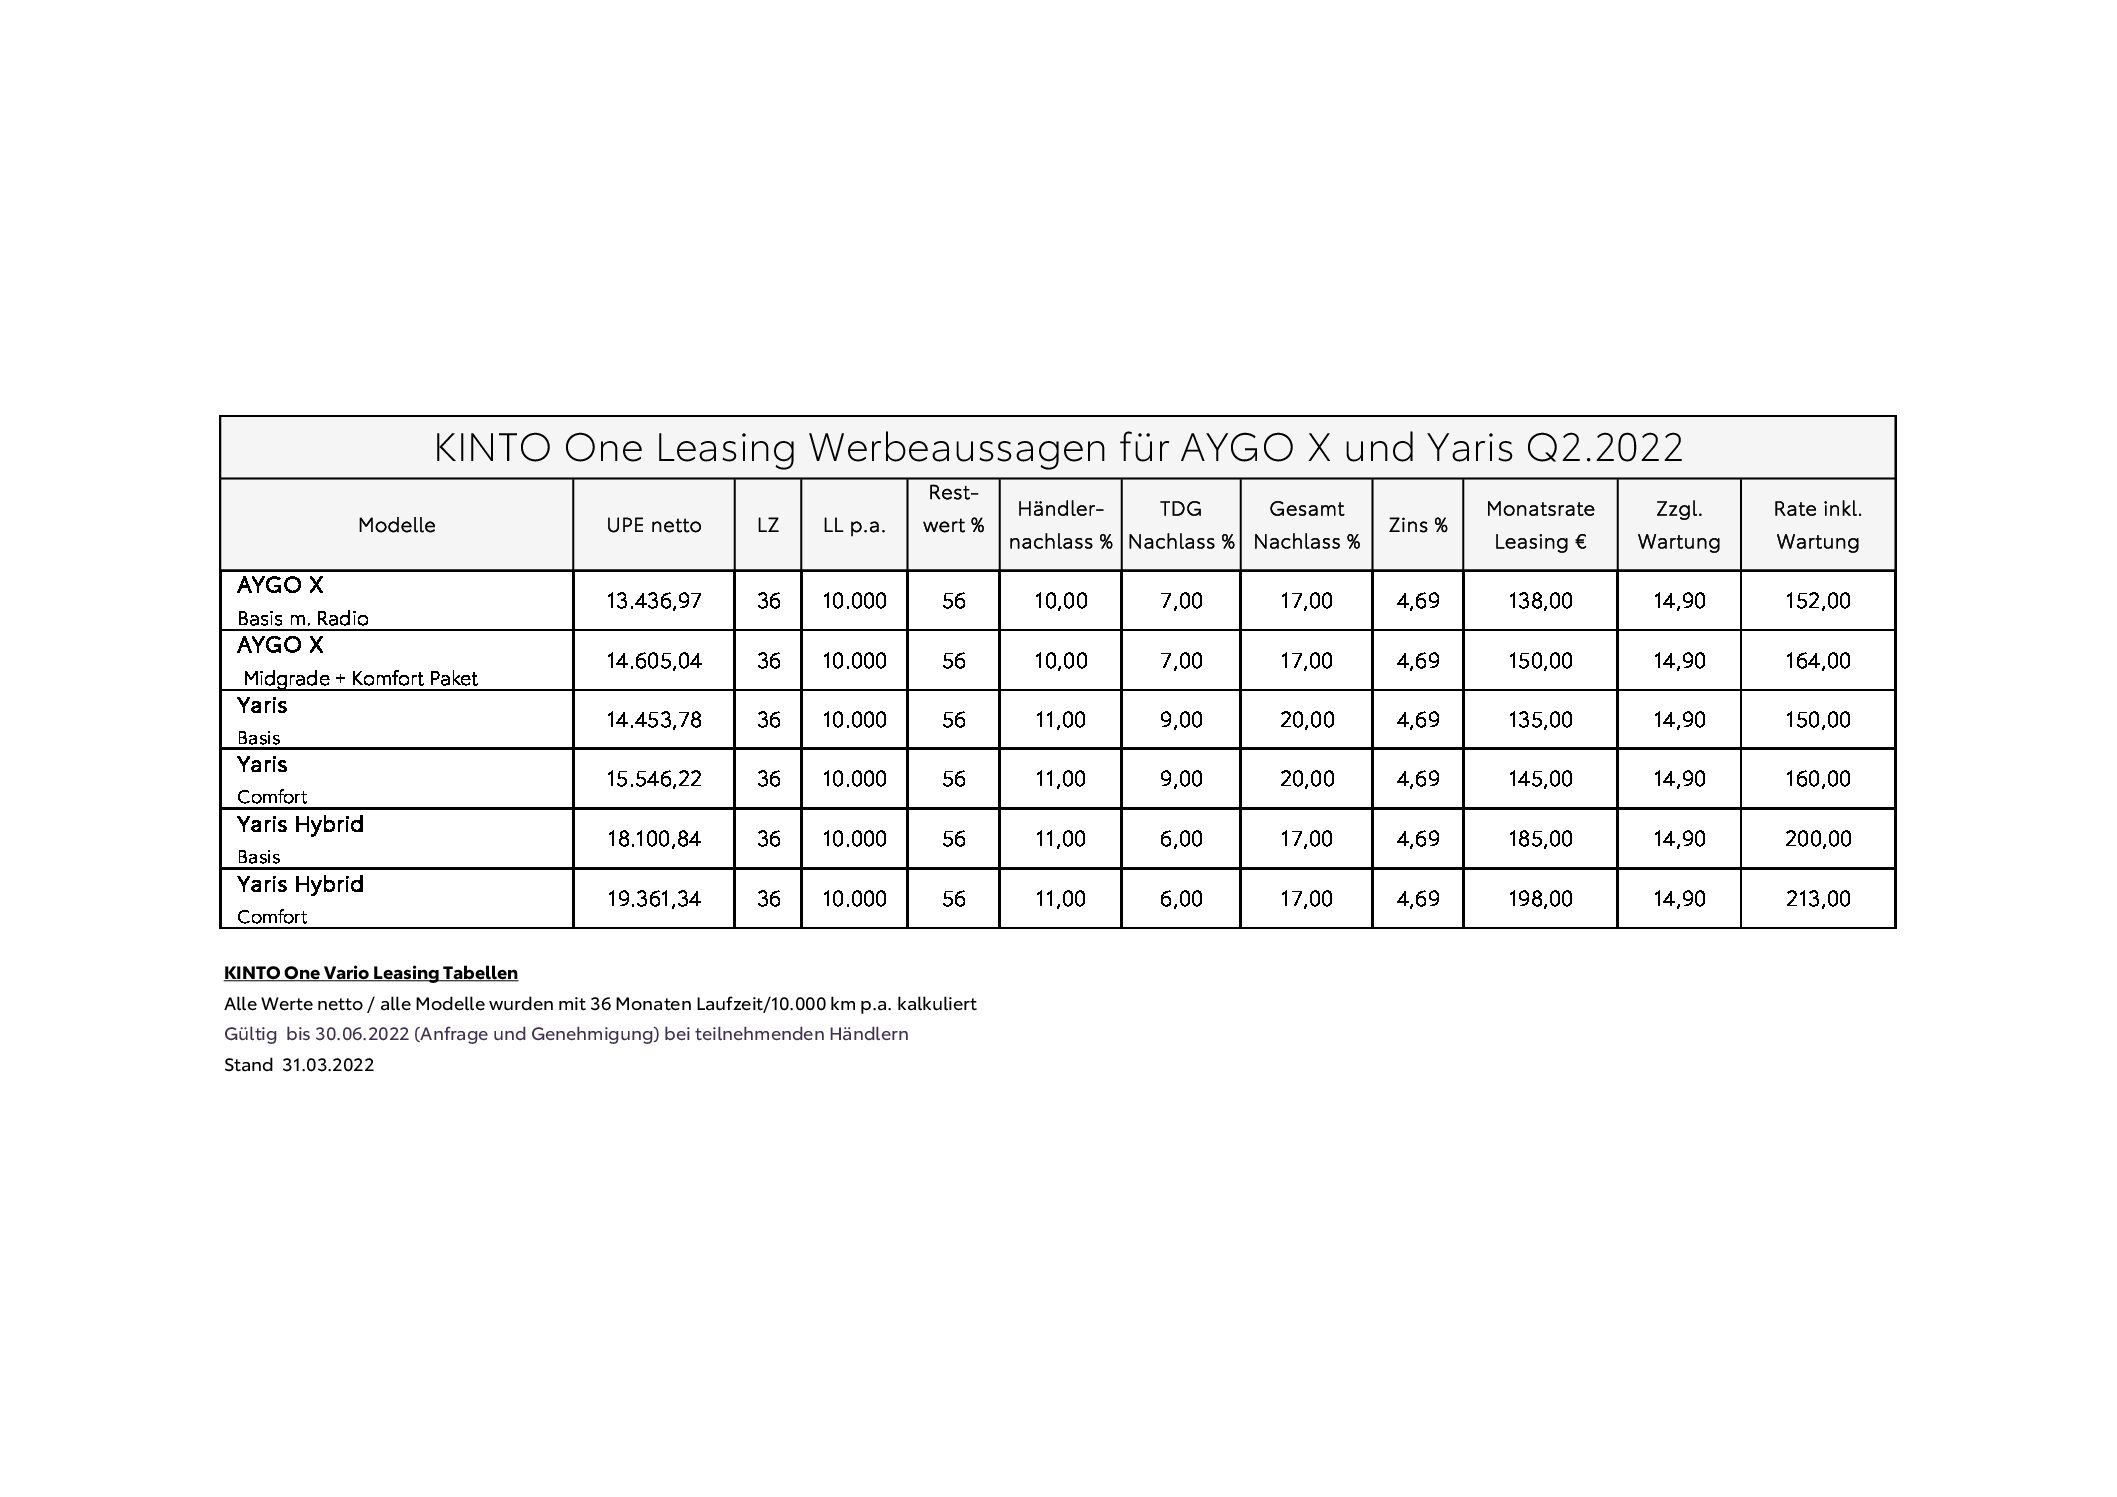 KINTO One Leasing Werbeaussagen für AYGO X und Yaris Q2.2022
Modelle UPE netto LZ LL p.a. Rest-wert % Händler-nachlass % TDG Nachlass % Gesamt Nachlass % Zins % Monatsrate Leasing € Zzgl. Wartung Rate inkl. Wartung
AYGO X
Basis m. Radio 13.436,97 36 10.000 56 10,00 7,00 17,00 4,69 138,00 14,90 152,00
AYGO X
Midgrade + Komfort Paket 14.605,04 36 10.000 56 10,00 7,00 17,00 4,69 150,00 14,90 164,00
Yaris
Basis 14.453,78 36 10.000 56 11,00 9,00 20,00 4,69 135,00 14,90 150,00
Yaris
Comfort 15.546,22 36 10.000 56 11,00 9,00 20,00 4,69 145,00 14,90 160,00
Yaris Hybrid
Basis 18.100,84 36 10.000 56 11,00 6,00 17,00 4,69 185,00 14,90 200,00
Yaris Hybrid
Comfort 19.361,34 36 10.000 56 11,00 6,00 17,00 4,69 198,00 14,90 213,00
KINTO One Vario Leasing Tabellen
Alle Werte netto / alle Modelle wurden mit 36 Monaten Laufzeit/10.000 km p.a. kalkuliert
Gültig bis 30.06.2022 (Anfrage und Genehmigung) bei teilnehmenden Händlern
Stand 31.03.2022